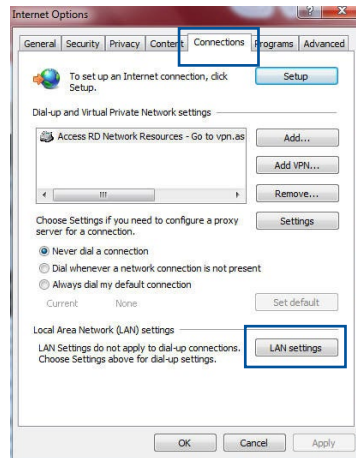 Internet Options
General Security Privacy Content Connections Programs Advanced
To set up an Internet connection, click
Setup.
Setup
Dial-up and Virtual Private Network settings
Access RD Network Resources - Go to vpn.as
Add...
Add VPN...
Remove...
Choose Settings if you need to configure a proxy
server for a connection.
Settings
Never dial a connection
Dial whenever a network connection is not present
Always dial my default connection
Current None
Set default
Local Area Network (LAN) settings
LAN Settings do not apply to dial-up connections.
Choose Settings above for dial-up settings.
LAN settings
OK Cancel Apply